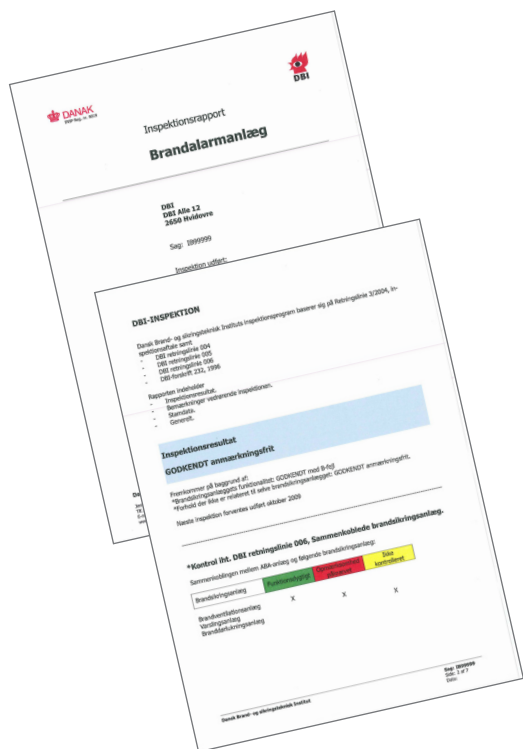 DANAK
DBI
Inspektionsrapport
Brandalarmanlæg
DBI
DBI Alle 12
2650 Hvidovre
Sag: I899999
Inspektion udført:
DBI-INSPEKTION
Dansk Brand- og sikringsteknisk Instituts inspektionsprogram baserer sig på Retningslinie 3/2004, in-
spektionsaftale samt
- DBI retningslinie 004
- DBI retningslinie 005
- DBI retningslinie 006
- DBI-forskrift 232, 1996
Rapporten indeholder
- Inspektionsresultat.
- Bemærkninger vedrørende inspektionen.
- Stamdata.
- Generelt.
Inspektionsresultat
GODKENDT anmærkningsfrit
Fremkommer på baggrund af:
*Brandsikringsanlæggets funktionalitet: GODKENDT med B-fejl
*Forhold der ikke er relateret til selve brandsikringsanlægget: GODKENDT anmærkningsfrit.
Næste inspektion forventes udført oktober 2009
*Kontrol iht. DBI retningslinie 006, Sammenkoblede brandsikringsanlæg.
Sammenkoblingen mellem ABA-anlæg og følgende brandsikringsanlæg:
Brandsikringsanlæg Funktionsdygtigt Ikke kontrolleret
Brandventilationsanlæg X
Varslingsanlæg X
Branddørlukningsanlæg X
Dansk Brand- og sikringsteknisk Institut
Sag: I899999
Side: 3 af 7
Dato: